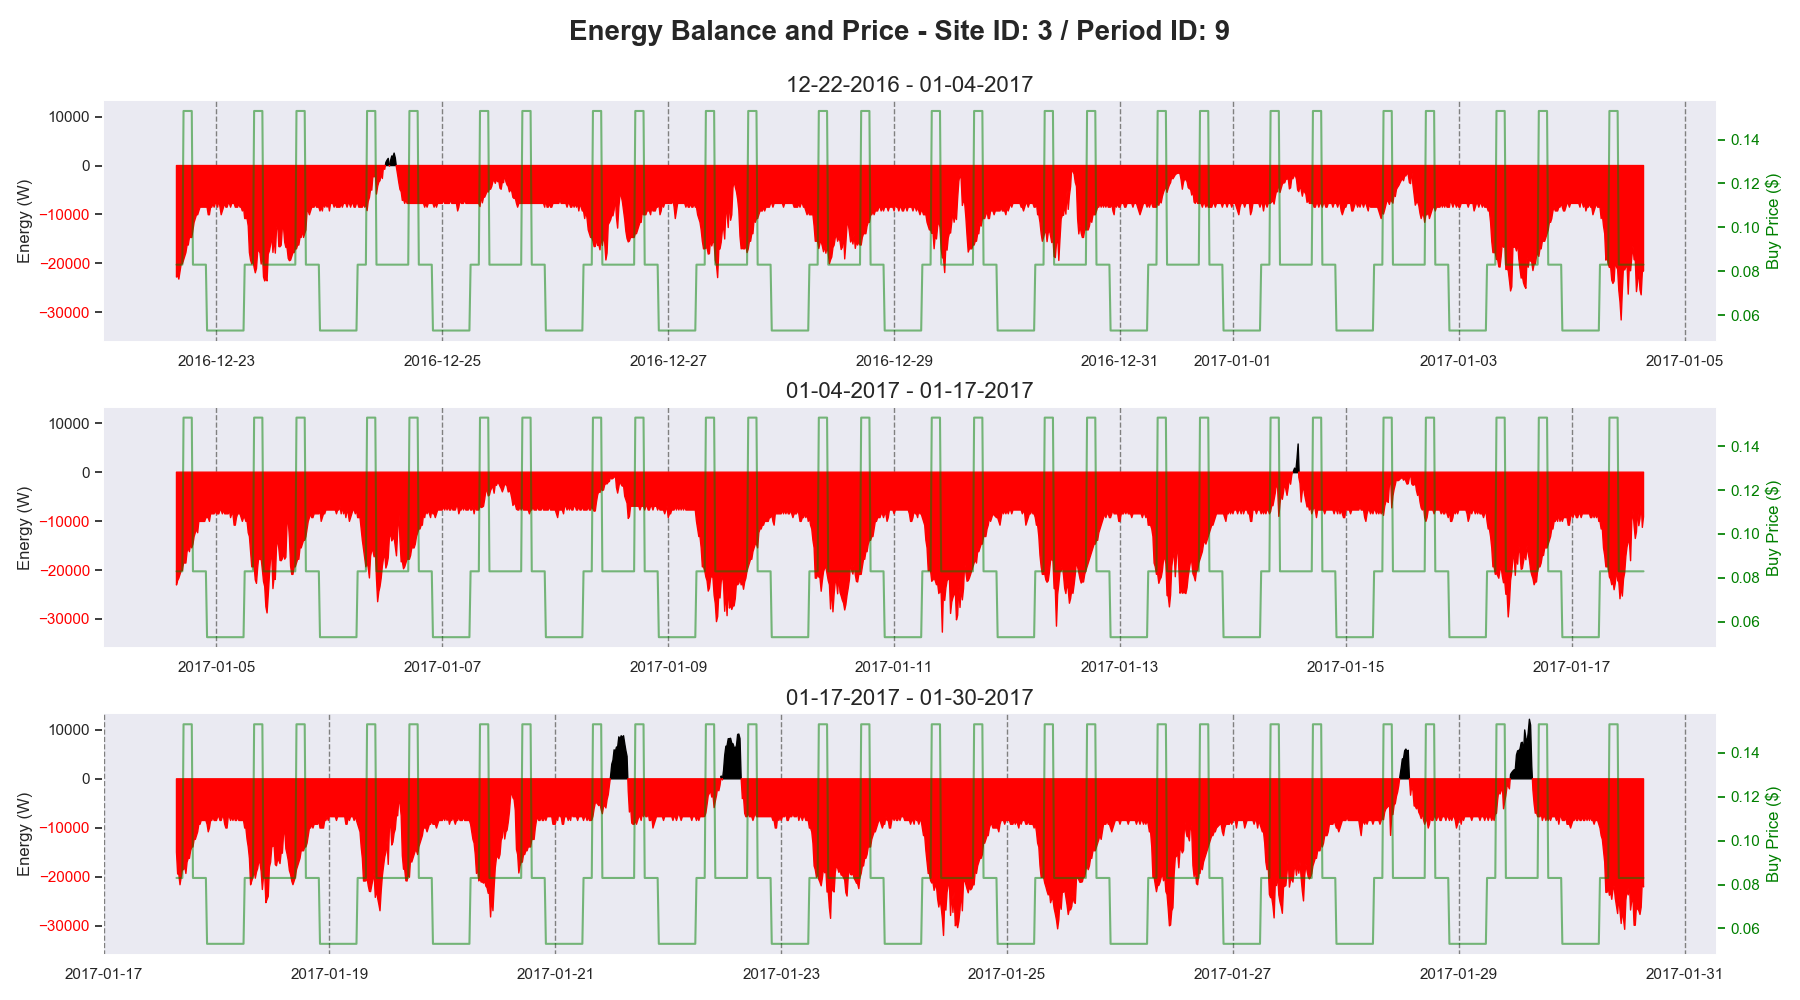 Energy Balance and Price - Site ID: 3 / Period ID: 9
12-22-2016 - 01-04-2017
Energy (W)
10000
0
−10000
−20000
−30000
0.14
0.12
0.10
0.08
0.06
Buy Price ($)
2016-12-23 2016-12-25 2016-12-27 2016-12-29 2016-12-31 2017-01-01 2017-01-03 2017-01-05
01-04-2017 - 01-17-2017
Energy (W)
10000
0
−10000
−20000
−30000
0.14
0.12
0.10
0.08
0.06
Buy Price ($)
2017-01-05 2017-01-07 2017-01-09 2017-01-11 2017-01-13 2017-01-15 2017-01-17
01-17-2017 - 01-30-2017
Energy (W)
10000
0
−10000
−20000
−30000
0.14
0.12
0.10
0.08
0.06
Buy Price ($)
2017-01-17 2017-01-19 2017-01-21 2017-01-23 2017-01-25 2017-01-27 2017-01-29 2017-01-31